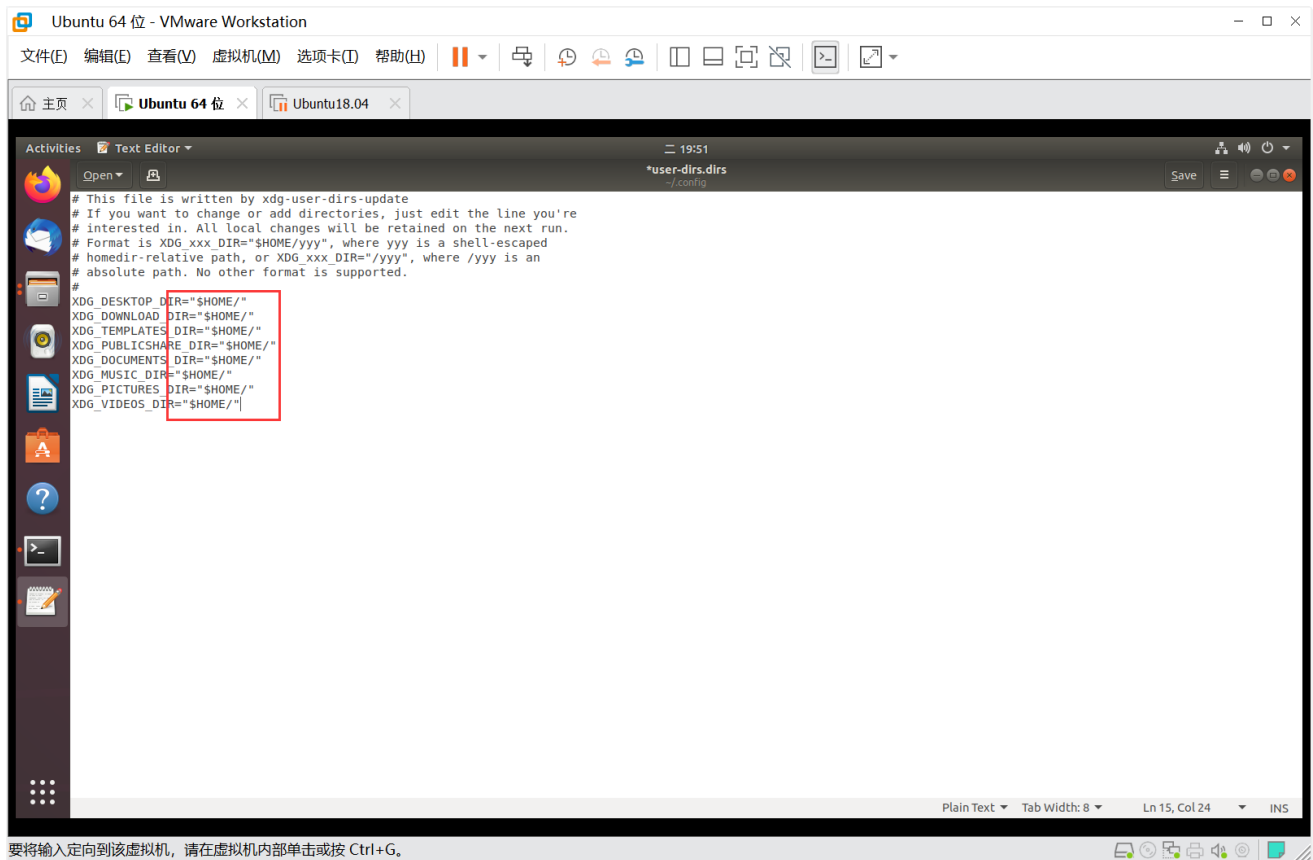 Ubuntu 64 位 - VMware Workstation
文件(F) 编辑(E) 查看(V) 虚拟机(M) 选项卡(T) 帮助(H)
主页 Ubuntu 64 位 Ubuntu18.04
Activities Text Editor 二 19:51
Open *user-dirs.dirs Save
~/.config
# This file is written by xdg-user-dirs-update
# If you want to change or add directories, just edit the line you're
# interested in. All local changes will be retained on the next run.
# Format is XDG_xxx_DIR="$HOME/yyy", where yyy is a shell-escaped
# homedir-relative path, or XDG_xxx_DIR="/yyy", where /yyy is an
# absolute path. No other format is supported.
#
XDG_DESKTOP_DIR="$HOME/"
XDG_DOWNLOAD_DIR="$HOME/"
XDG_TEMPLATES_DIR="$HOME/"
XDG_PUBLICSHARE_DIR="$HOME/"
XDG_DOCUMENTS_DIR="$HOME/"
XDG_MUSIC_DIR="$HOME/"
XDG_PICTURES_DIR="$HOME/"
XDG_VIDEOS_DIR="$HOME/"
Plain Text Tab Width: 8 Ln 15, Col 24 INS
要将输入定向到该虚拟机，请在虚拟机内部单击或按 Ctrl+G。